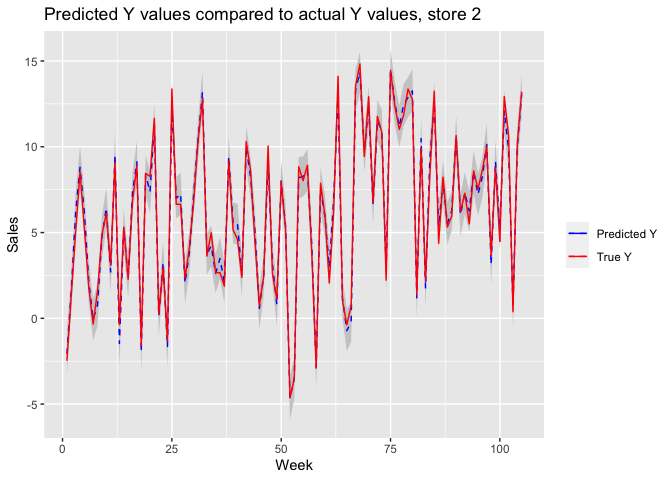 Predicted Y values compared to actual Y values, store 2
15
10
5
0
-5
Sales
0 25 50 75 100
Week
Predicted Y
True Y